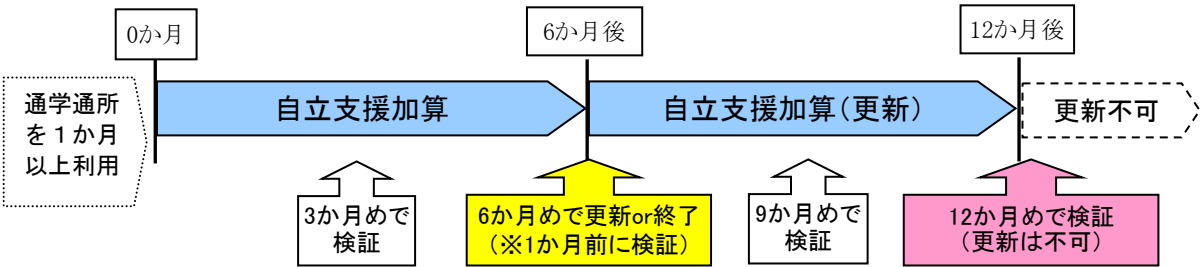 0か月
6か月後
12か月後
通学通所
を１か月
以上利用
自立支援加算
自立支援加算（更新）
更新不可
3か月めで
検証
6か月めで更新or終了
（※1か月前に検証）
9か月めで
検証
12か月めで検証
（更新は不可）